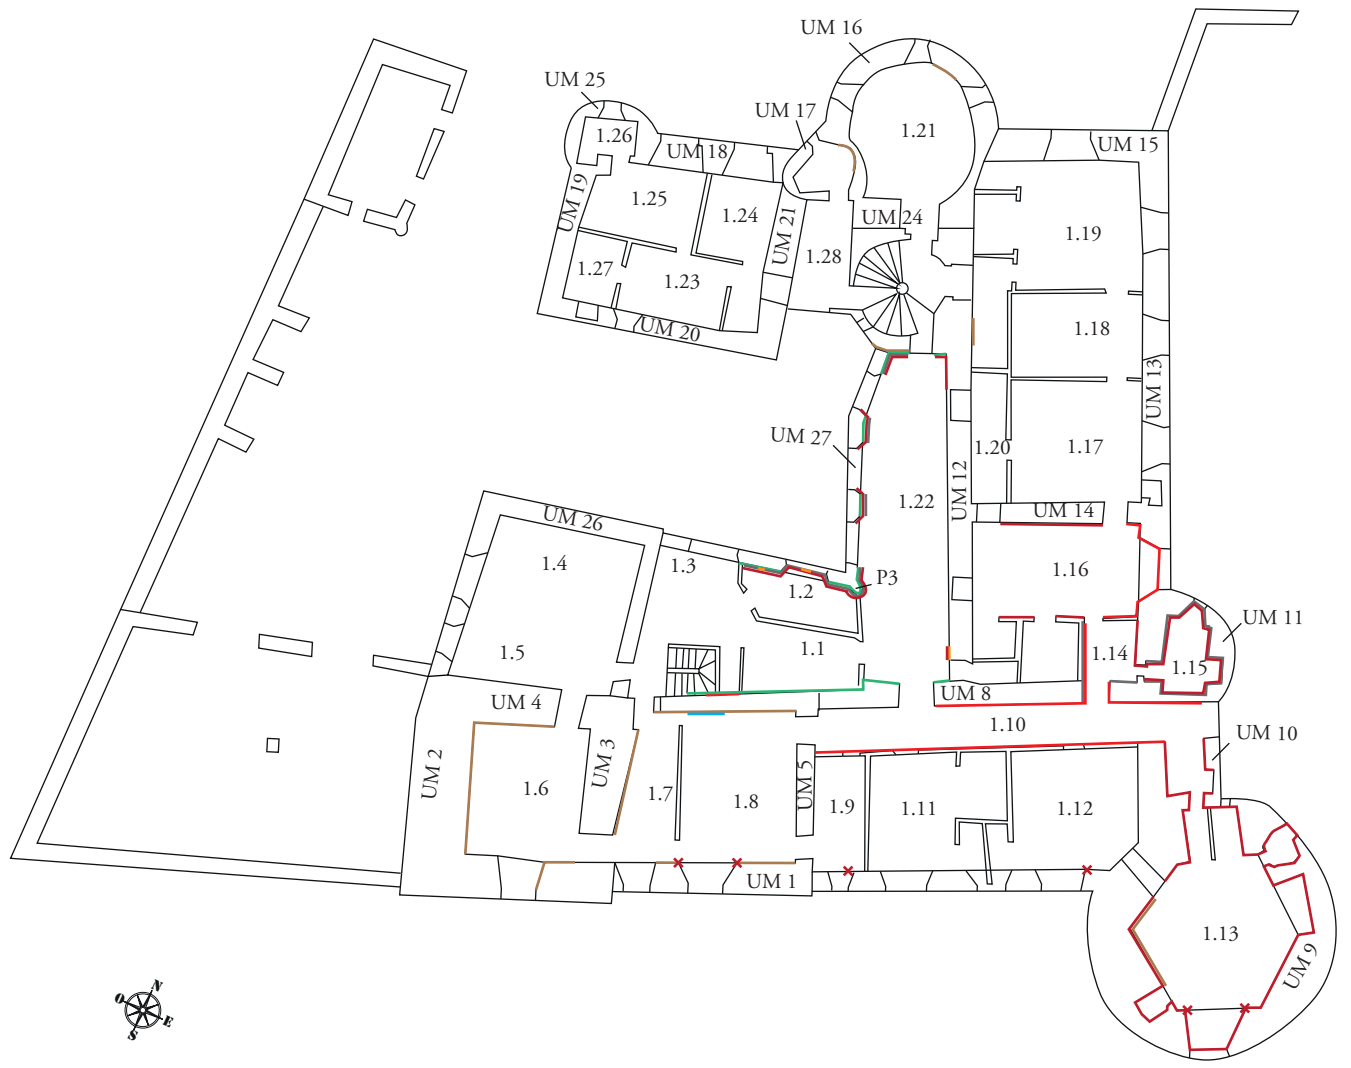 UM 16
UM 25
UM 17
1.26
1.21
UM 18
UM 15
UM 19
1.25
1.24
UM 21
UM 24
1.19
1.28
1.27
1.23
UM 20
1.18
UM 13
UM 27
1.20
1.17
UM 12
1.22
UM 14
UM 26
1.4
1.3
1.16
P3
1.2
UM 11
1.5
1.1
1.14
1.15
UM 8
UM 4
1.10
UM 10
UM 3
UM 2
UM 5
1.6
1.7
1.8
1.9
1.11
1.12
UM 1
1.13
UM 9
N
O
E
S